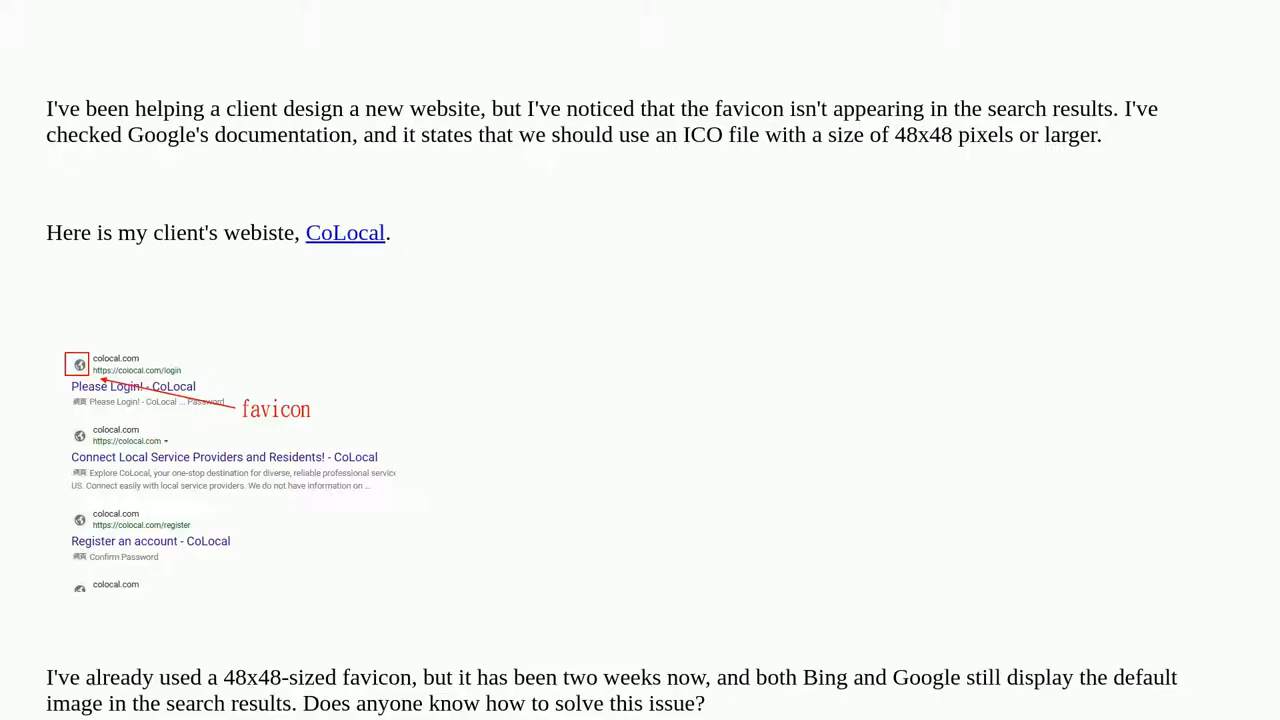 I've been helping a client design a new website, but I've noticed that the favicon isn't appearing in the search results. I've
checked Google's documentation, and it states that we should use an ICO file with a size of 48x48 pixels or larger.
Here is my client's webiste, CoLocal.
colocal.com
https://colocal.com/login
Please Login! - CoLocal
網頁 Please Login! - CoLocal ... Password
favicon
colocal.com
https://colocal.com
Connect Local Service Providers and Residents! - CoLocal
網頁 Explore CoLocal, your one-stop destination for diverse, reliable professional service
US. Connect easily with local service providers. We do not have information on ...
colocal.com
https://colocal.com/register
Register an account - CoLocal
網頁 Confirm Password
colocal.com
I've already used a 48x48-sized favicon, but it has been two weeks now, and both Bing and Google still display the default
image in the search results. Does anyone know how to solve this issue?